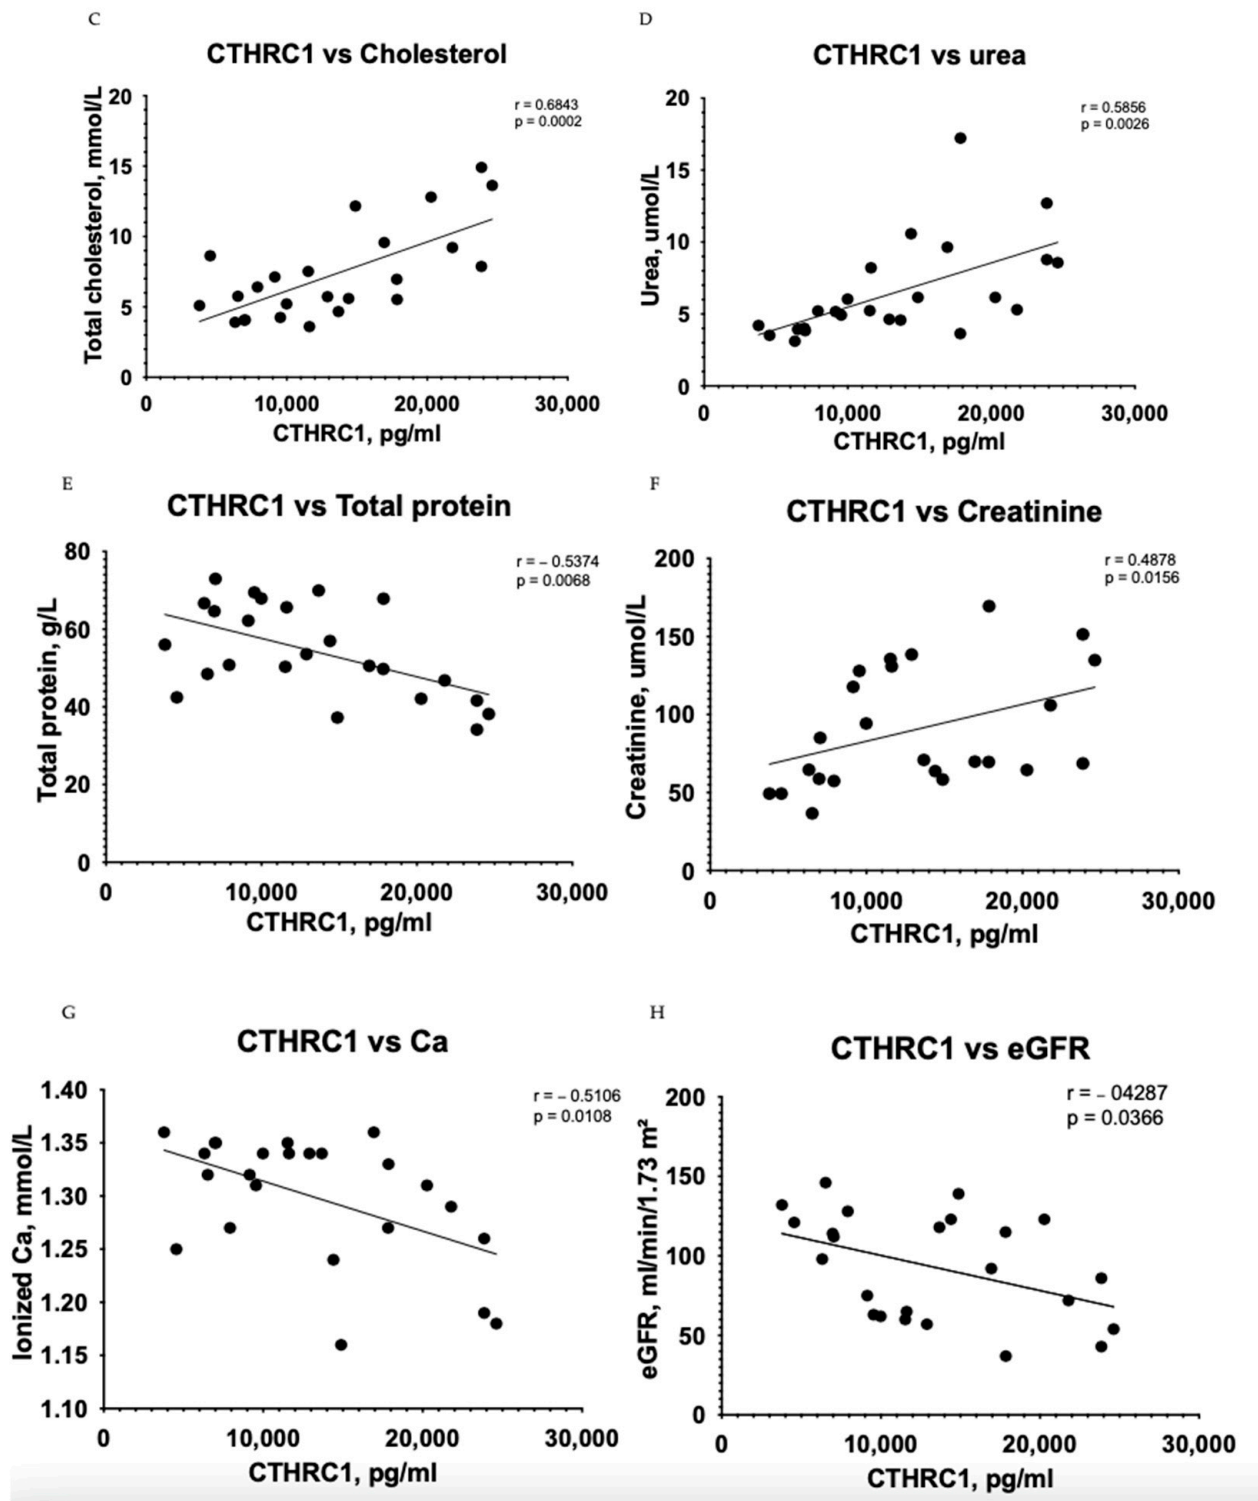 C
CTHRC1 vs Cholesterol
r = 0.6843
p = 0.0002
Total cholesterol, mmol/L
20
15
10
5
0
0 10,000 20,000 30,000
CTHRC1, pg/ml
D
CTHRC1 vs urea
r = 0.5856
p = 0.0026
Urea, umol/L
20
15
10
5
0
0 10,000 20,000 30,000
CTHRC1, pg/ml
E
CTHRC1 vs Total protein
r = – 0.5374
p = 0.0068
Total protein, g/L
80
60
40
20
0
0 10,000 20,000 30,000
CTHRC1, pg/ml
F
CTHRC1 vs Creatinine
r = 0.4878
p = 0.0156
Creatinine, umol/L
200
150
100
50
0
0 10,000 20,000 30,000
CTHRC1, pg/ml
G
CTHRC1 vs Ca
r = – 0.5106
p = 0.0108
Ionized Ca, mmol/L
1.40
1.35
1.30
1.25
1.20
1.15
1.10
0 10,000 20,000 30,000
CTHRC1, pg/ml
H
CTHRC1 vs eGFR
r = – 04287
p = 0.0366
eGFR, ml/min/1.73 m²
200
150
100
50
0
0 10,000 20,000 30,000
CTHRC1, pg/ml